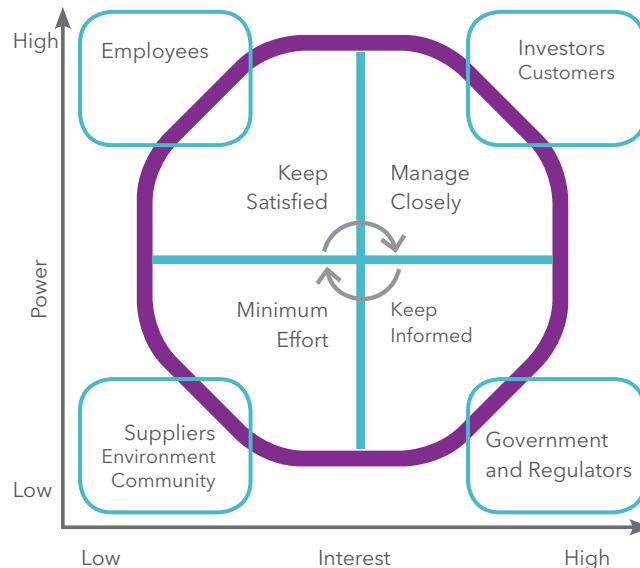 High
Employees
Investors
Customers
Keep
Satisfied
Manage
Closely
Power
Minimum
Effort
Keep
Informed
Suppliers
Environment
Community
Government
and Regulators
Low
Low
Interest
High